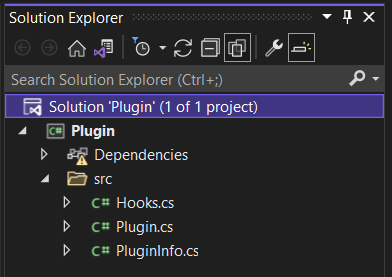 Solution Explorer
Search Solution Explorer (Ctrl+;)
Solution 'Plugin' (1 of 1 project)
C# Plugin
Dependencies
src
C# Hooks.cs
C# Plugin.cs
C# PluginInfo.cs